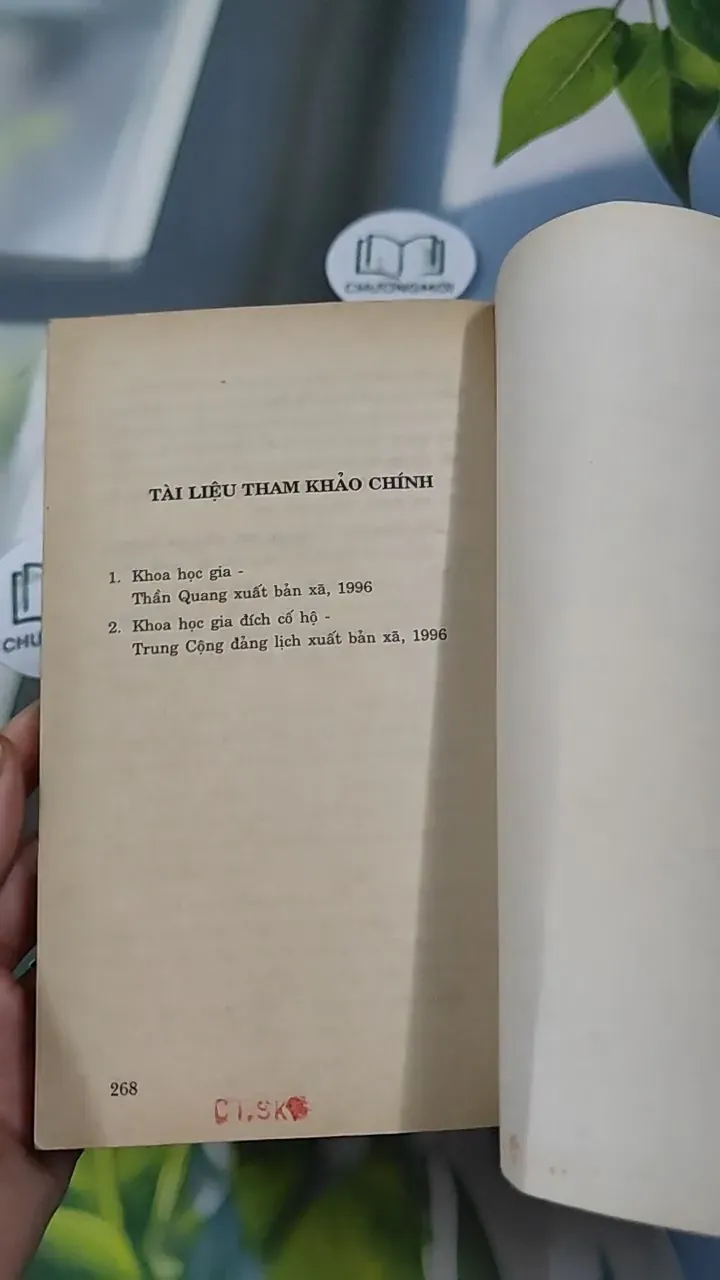 TÀI LIỆU THAM KHẢO CHÍNH
1. Khoa học gia -
Thần Quang xuất bản xã, 1996
2. Khoa học gia đích cố hộ -
Trung Cộng đảng lịch xuất bản xã, 1996
268
CHU